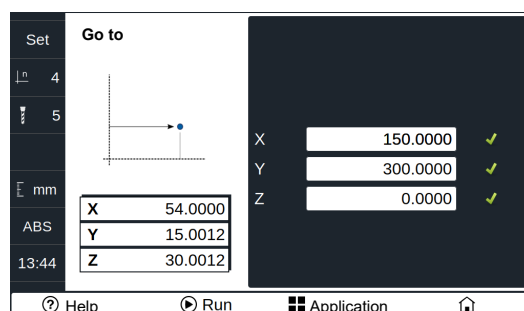 Set
Go to
n 4
5
mm
ABS
13:44
X 54.0000
Y 15.0012
Z 30.0012
X 150.0000
Y 300.0000
Z 0.0000
Help Run Application